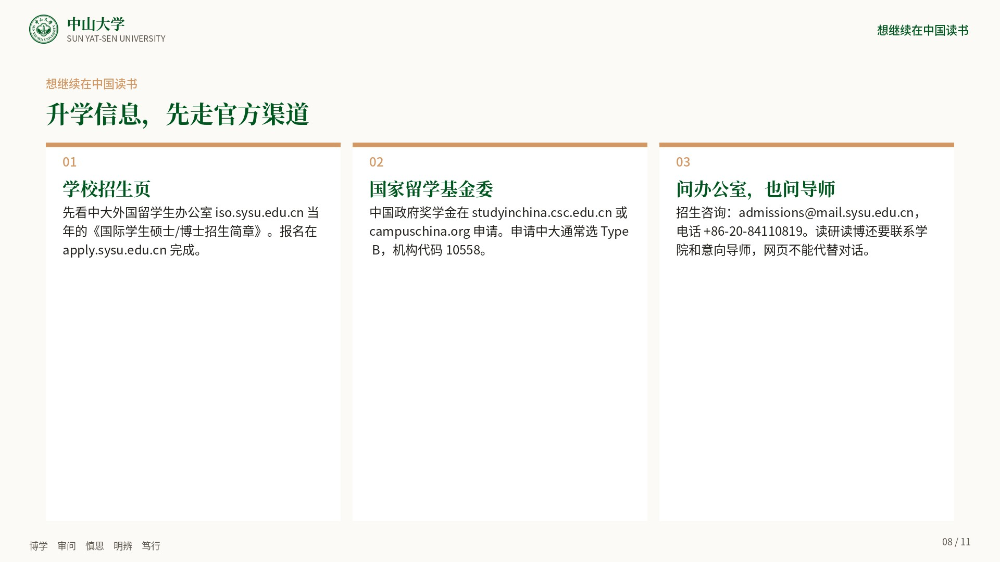 中山大学
SUN YAT-SEN UNIVERSITY
想继续在中国读书
想继续在中国读书
升学信息，先走官方渠道
01
学校招生页
先看中大外国留学生办公室 iso.sysu.edu.cn 当
年的《国际学生硕士/博士招生简章》。报名在
apply.sysu.edu.cn 完成。
02
国家留学基金委
中国政府奖学金在 studyinchina.csc.edu.cn 或
campuschina.org 申请。申请中大通常选 Type
B，机构代码 10558。
03
问办公室，也问导师
招生咨询：admissions@mail.sysu.edu.cn，
电话 +86-20-84110819。读研读博还要联系学
院和意向导师，网页不能代替对话。
博学　审问　慎思　明辨　笃行
08 / 11